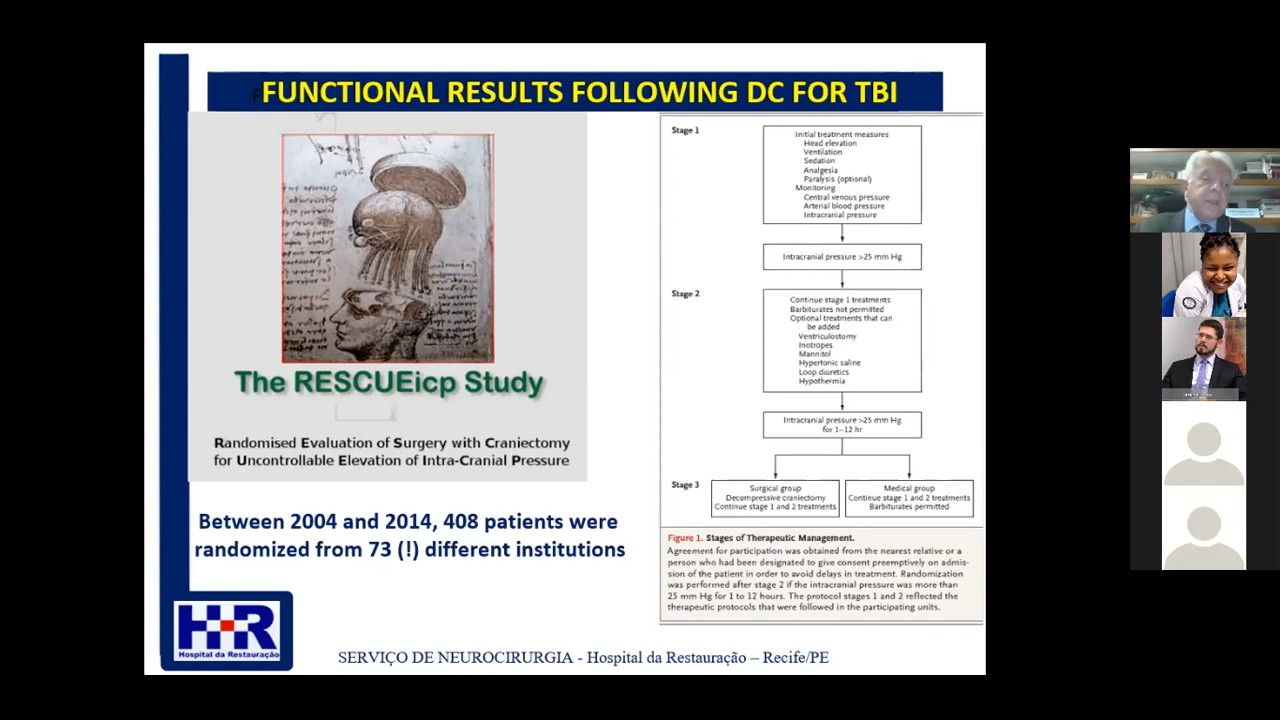 FUNCTIONAL RESULTS FOLLOWING DC FOR TBI
The RESCUEicp Study
Randomised Evaluation of Surgery with Craniectomy
for Uncontrollable Elevation of Intra-Cranial Pressure
Between 2004 and 2014, 408 patients were
randomized from 73 (!) different institutions
Stage 1
Initial treatment measures
Head elevation
Ventilation
Sedation
Analgesia
Paralysis (optional)
Monitoring
Central venous pressure
Arterial blood pressure
Intracranial pressure
Intracranial pressure >25 mm Hg
Stage 2
Continue stage 1 treatments
Barbiturates not permitted
Optional treatments that can
be added
Ventriculostomy
Inotropes
Mannitol
Hypertonic saline
Loop diuretics
Hypothermia
Intracranial pressure >25 mm Hg
for 1–12 hr
Stage 3
Surgical group
Decompressive craniectomy
Continue stage 1 and 2 treatments
Medical group
Continue stage 1 and 2 treatments
Barbiturates permitted
Figure 1. Stages of Therapeutic Management.
Agreement for participation was obtained from the nearest relative or a
person who had been designated to give consent preemptively on admis-
sion of the patient in order to avoid delays in treatment. Randomization
was performed after stage 2 if the intracranial pressure was more than
25 mm Hg for 1 to 12 hours. The protocol stages 1 and 2 reflected the
therapeutic protocols that were followed in the participating units.
HR
Hospital da Restauração
SERVIÇO DE NEUROCIRURGIA - Hospital da Restauração – Recife/PE